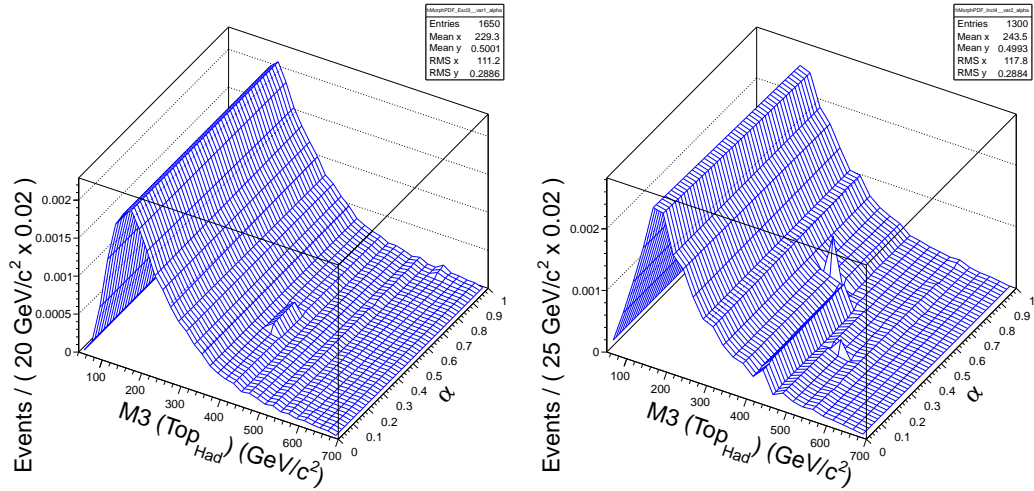 hMorphPDF_Excl3__var1_alpha
Entries 1650
Mean x 229.3
Mean y 0.5001
RMS x 111.2
RMS y 0.2886
Events / ( 20 GeV/c² x 0.02 )
0.002
0.0015
0.001
0.0005
0
100
200
300
400
500
600
700
M3 (Top_Had) (GeV/c²)
0
0.1
0.2
0.3
0.4
0.5
0.6
0.7
0.8
0.9
1
α
hMorphPDF_Incl4__var2_alpha
Entries 1300
Mean x 243.5
Mean y 0.4993
RMS x 117.8
RMS y 0.2884
Events / ( 25 GeV/c² x 0.02 )
0.002
0.001
0
100
200
300
400
500
600
700
M3 (Top_Had) (GeV/c²)
0
0.1
0.2
0.3
0.4
0.5
0.6
0.7
0.8
0.9
1
α